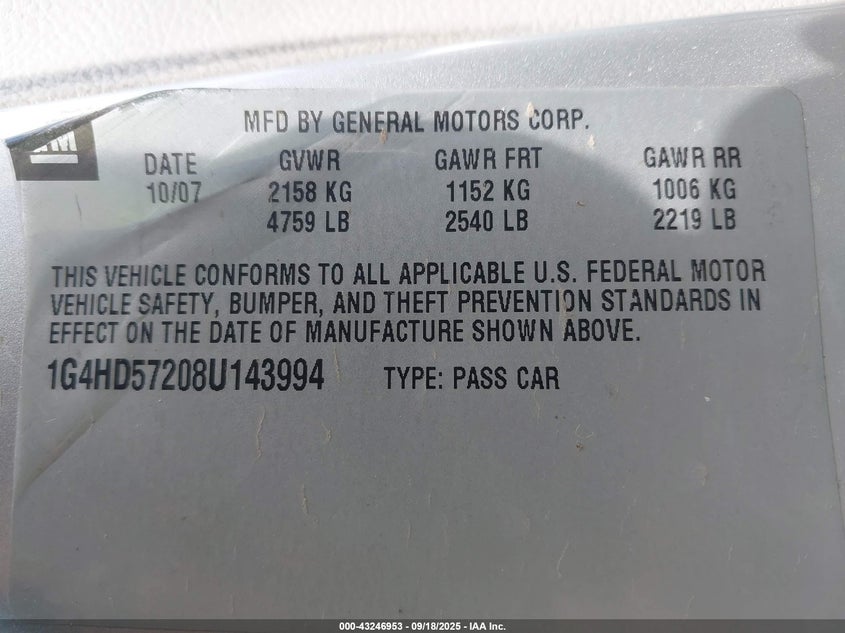 MFD BY GENERAL MOTORS CORP.
DATE GVWR GAWR FRT GAWR RR
10/07 2158 KG 1152 KG 1006 KG
4759 LB 2540 LB 2219 LB
THIS VEHICLE CONFORMS TO ALL APPLICABLE U.S. FEDERAL MOTOR
VEHICLE SAFETY, BUMPER, AND THEFT PREVENTION STANDARDS IN
EFFECT ON THE DATE OF MANUFACTURE SHOWN ABOVE.
1G4HD57208U143994 TYPE: PASS CAR
000-43246953 - 09/18/2025 - IAA Inc.